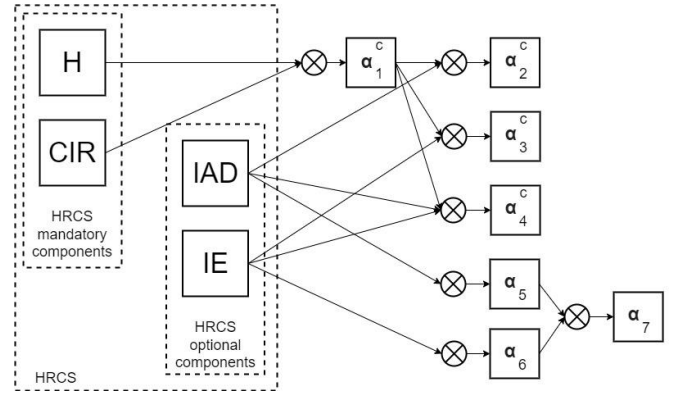 H
CIR
HRCS
mandatory
components
IAD
IE
HRCS
optional
components
HRCS
α 1 c
α 2 c
α 3 c
α 4 c
α 5
α 6
α 7